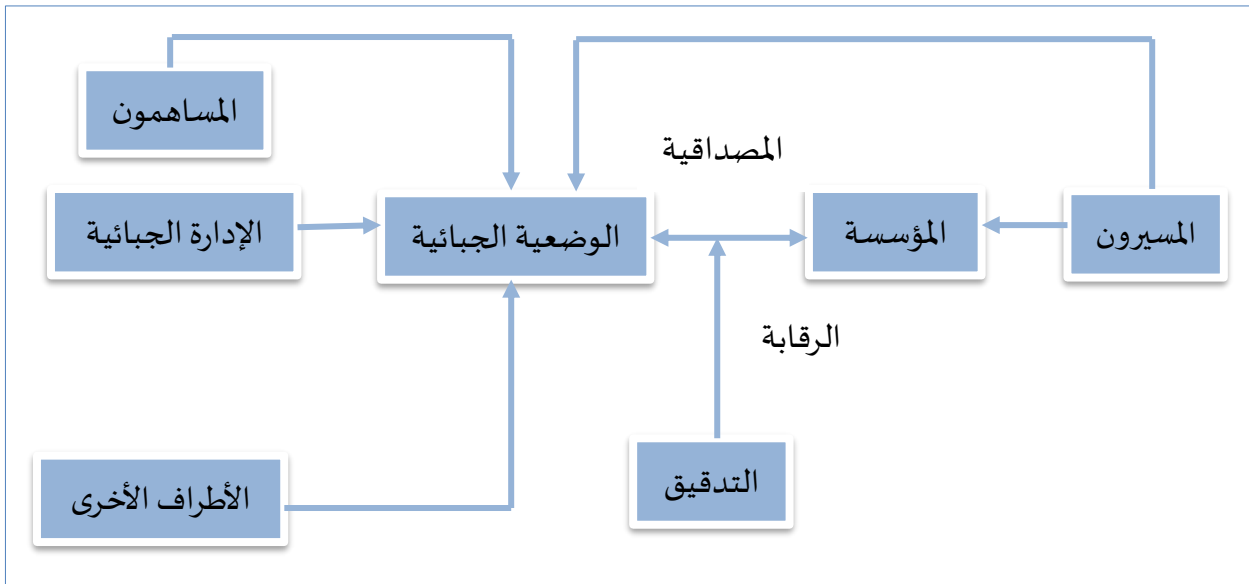 المساهمون
المصداقية
المسيرون
المؤسسة
الوضعية الجبائية
الإدارة الجبائية
الرقابة
التدقيق
الأطراف الأخرى